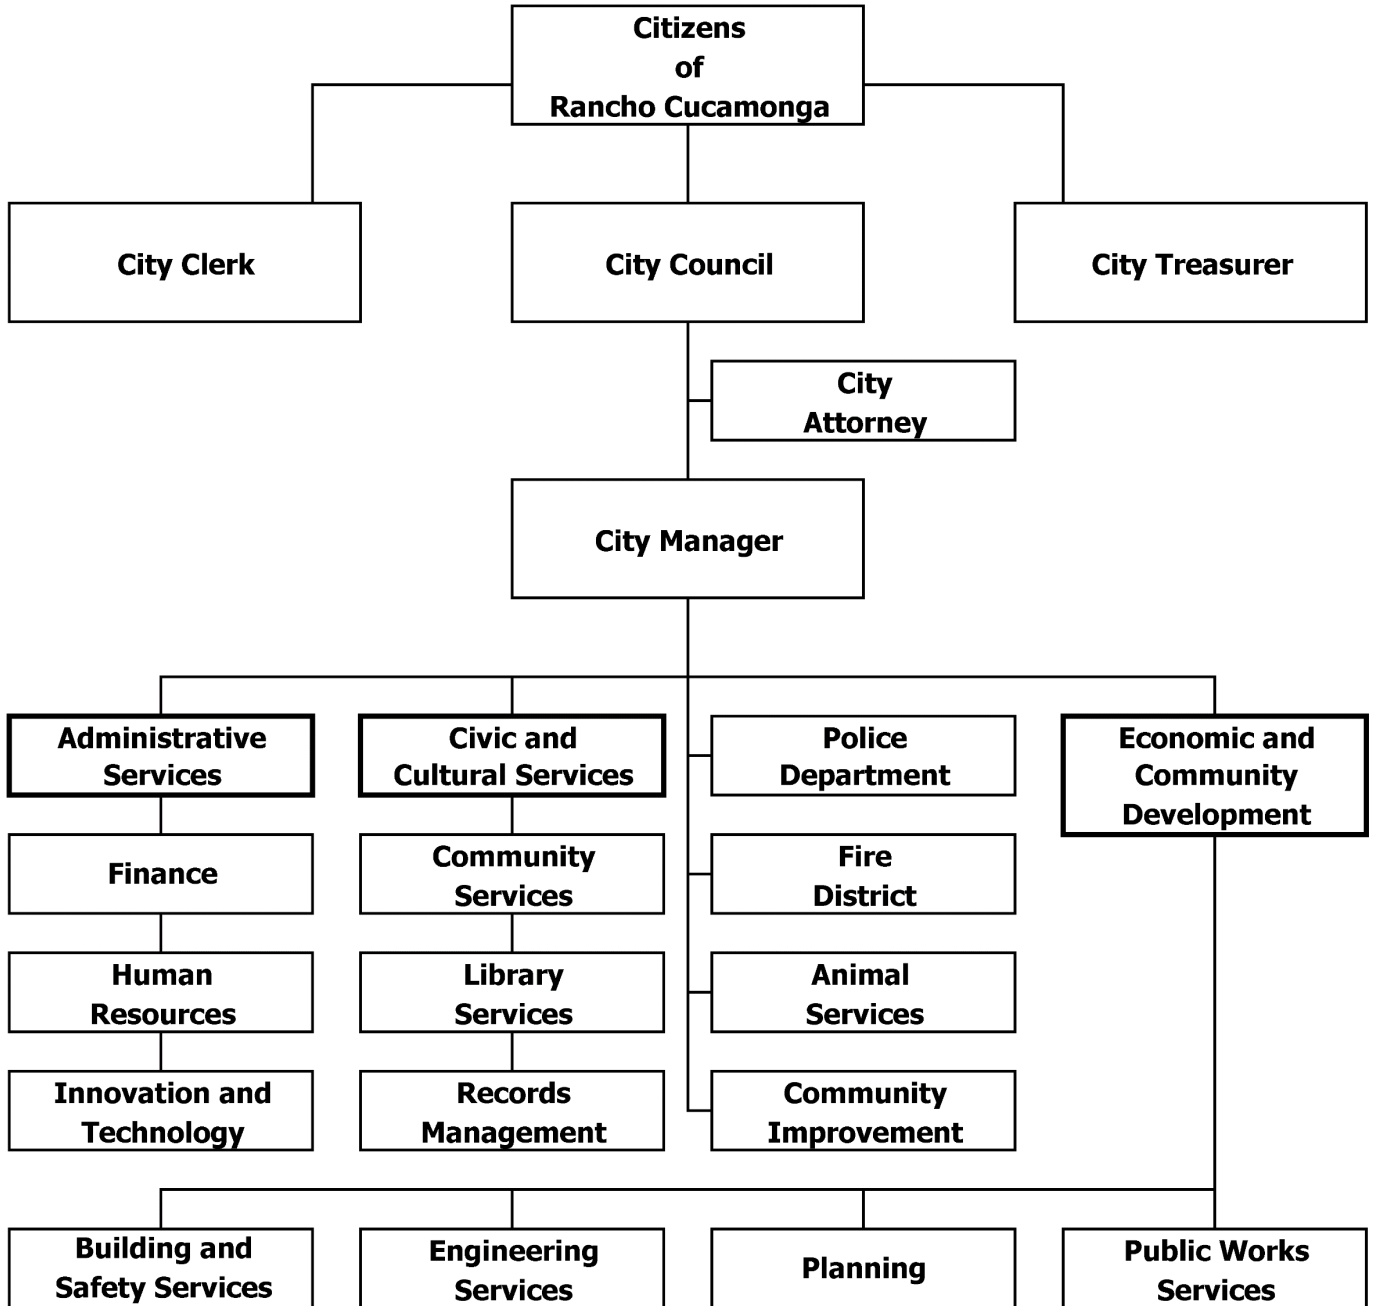 Citizens
of
Rancho Cucamonga
City Clerk
City Council
City Treasurer
City
Attorney
City Manager
Administrative
Services
Civic and
Cultural Services
Police
Department
Economic and
Community
Development
Finance
Community
Services
Fire
District
Human
Resources
Library
Services
Animal
Services
Innovation and
Technology
Records
Management
Community
Improvement
Building and
Safety Services
Engineering
Services
Planning
Public Works
Services